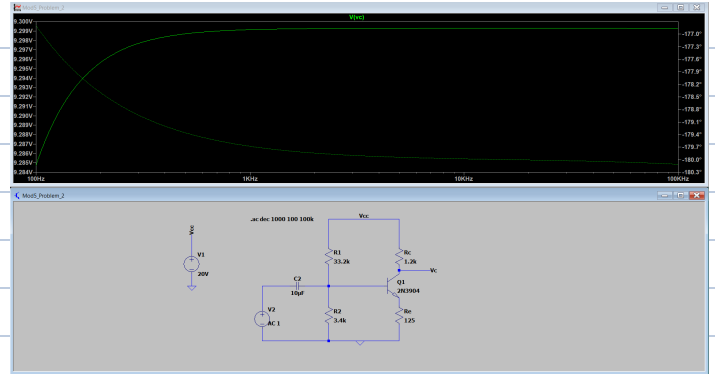 Mod5_Problem_2
V(vc)
9.300V
9.299V
9.298V
9.297V
9.296V
9.295V
9.294V
9.293V
9.292V
9.291V
9.290V
9.289V
9.288V
9.287V
9.286V
9.285V
9.284V
-177.0°
-177.3°
-177.6°
-177.9°
-178.2°
-178.5°
-178.8°
-179.1°
-179.4°
-179.7°
-180.0°
-180.3°
100Hz
1KHz
10KHz
100KHz
Mod5_Problem_2
.ac dec 1000 100 100k
Vcc
Vcc
V1
20V
R1
33.2k
Rc
1.2k
Vc
C2
10µF
Q1
2N3904
V2
AC 1
R2
3.4k
Re
125